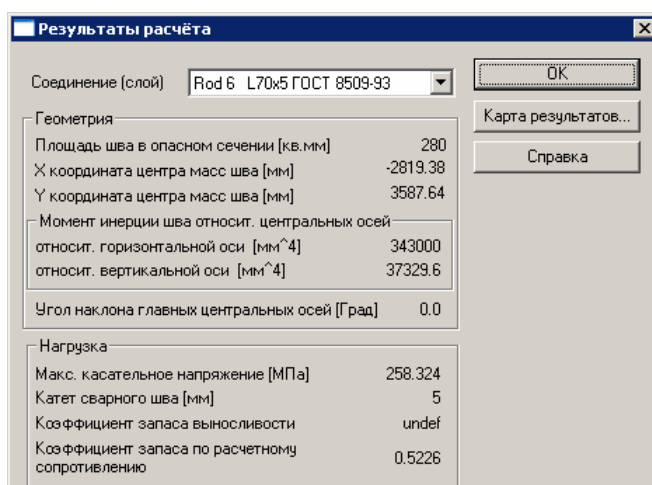 Результаты расчёта
Соединение (слой) Rod 6 L70x5 ГОСТ 8509-93
OK
Карта результатов...
Справка
Геометрия
Площадь шва в опасном сечении [кв.мм] 280
X координата центра масс шва [мм] -2819.38
Y координата центра масс шва [мм] 3587.64
Момент инерции шва относит. центральных осей
относит. горизонтальной оси [мм^4] 343000
относит. вертикальной оси [мм^4] 37329.6
Угол наклона главных центральных осей [Град] 0.0
Нагрузка
Макс. касательное напряжение [МПа] 258.324
Катет сварного шва [мм] 5
Коэффициент запаса выносливости undef
Коэффициент запаса по расчетному
сопротивлению 0.5226